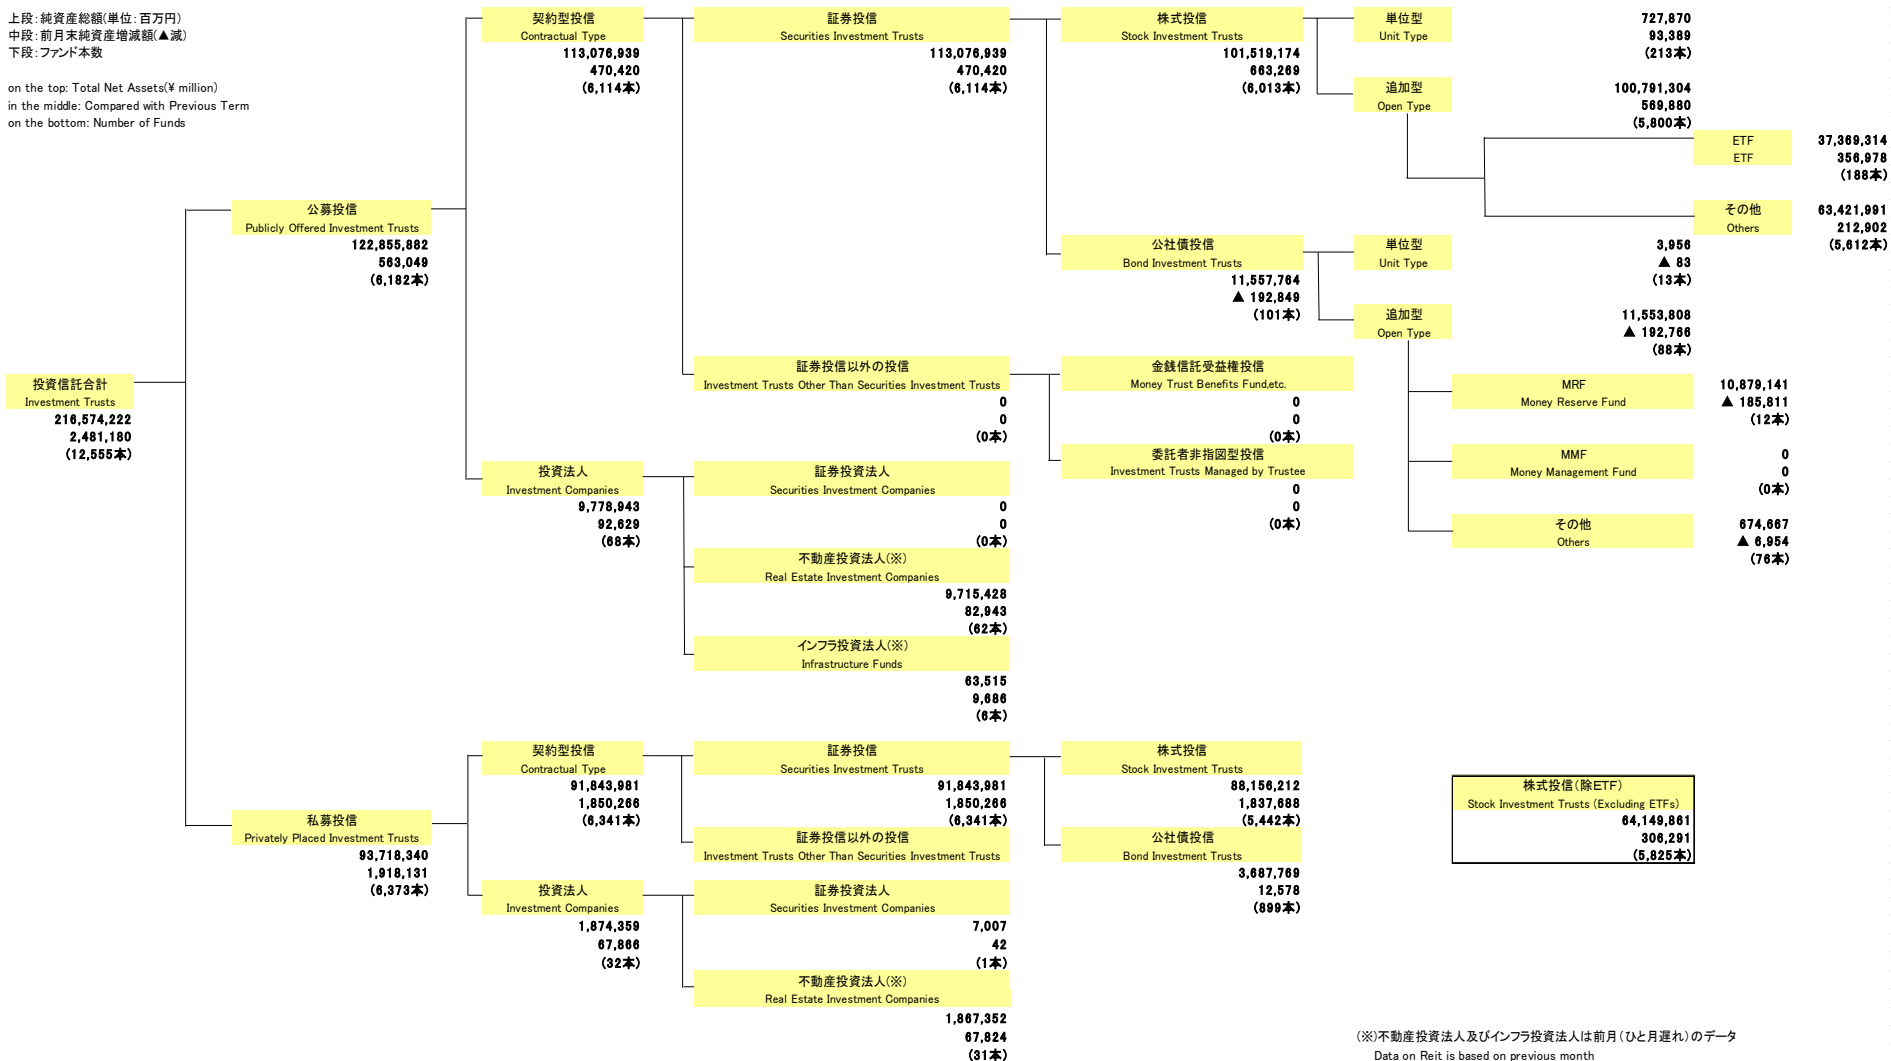 上段:純資産総額(単位:百万円)
中段:前月末純資産増減額(▲減)
下段:ファンド本数
on the top: Total Net Assets(¥ million)
in the middle: Compared with Previous Term
on the bottom: Number of Funds
投資信託合計
Investment Trusts
216,574,222
2,481,180
(12,555本)
公募投信
Publicly Offered Investment Trusts
122,855,882
563,049
(6,182本)
契約型投信
Contractual Type
113,076,939
470,420
(6,114本)
証券投信
Securities Investment Trusts
113,076,939
470,420
(6,114本)
株式投信
Stock Investment Trusts
101,519,174
663,269
(6,013本)
単位型
Unit Type
727,870
93,389
(213本)
追加型
Open Type
100,791,304
569,880
(5,800本)
ETF
ETF
37,369,314
356,978
(188本)
その他
Others
63,421,991
212,902
(5,612本)
公社債投信
Bond Investment Trusts
11,557,764
▲ 192,849
(101本)
単位型
Unit Type
3,956
▲ 83
(13本)
追加型
Open Type
11,553,808
▲ 192,766
(88本)
MRF
Money Reserve Fund
10,879,141
▲ 185,811
(12本)
MMF
Money Management Fund
0
0
(0本)
その他
Others
674,667
▲ 6,954
(76本)
証券投信以外の投信
Investment Trusts Other Than Securities Investment Trusts
0
0
(0本)
金銭信託受益権投信
Money Trust Benefits Fund,etc.
0
0
(0本)
委託者非指図型投信
Investment Trusts Managed by Trustee
0
0
(0本)
投資法人
Investment Companies
9,778,943
92,629
(68本)
証券投資法人
Securities Investment Companies
0
0
(0本)
不動産投資法人(※)
Real Estate Investment Companies
9,715,428
82,943
(62本)
インフラ投資法人(※)
Infrastructure Funds
63,515
9,686
(6本)
私募投信
Privately Placed Investment Trusts
93,718,340
1,918,131
(6,373本)
契約型投信
Contractual Type
91,843,981
1,850,266
(6,341本)
証券投信
Securities Investment Trusts
91,843,981
1,850,266
(6,341本)
株式投信
Stock Investment Trusts
88,156,212
1,837,688
(5,442本)
公社債投信
Bond Investment Trusts
3,687,769
12,578
(899本)
証券投信以外の投信
Investment Trusts Other Than Securities Investment Trusts
投資法人
Investment Companies
1,874,359
67,866
(32本)
証券投資法人
Securities Investment Companies
7,007
42
(1本)
不動産投資法人(※)
Real Estate Investment Companies
1,867,352
67,824
(31本)
株式投信(除ETF)
Stock Investment Trusts (Excluding ETFs)
64,149,861
306,291
(5,825本)
(※)不動産投資法人及びインフラ投資法人は前月(ひと月遅れ)のデータ
Data on Reit is based on previous month